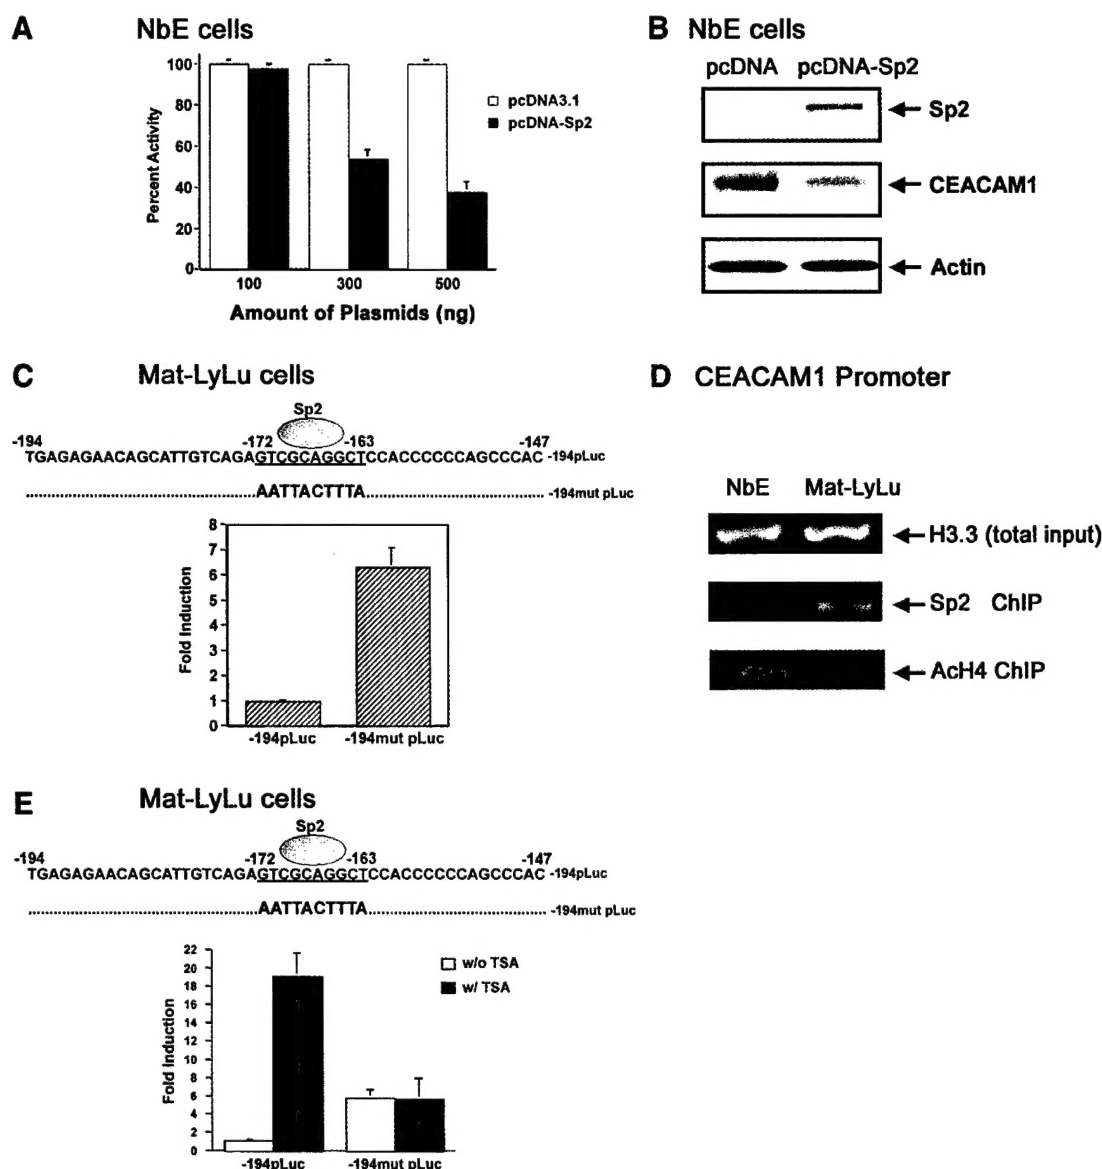 A NbE cells
100
80
60
40
20
0
Percent Activity
pcDNA3.1
pcDNA-Sp2
100 300 500
Amount of Plasmids (ng)
B NbE cells
pcDNA pcDNA-Sp2
Sp2
CEACAM1
Actin
C Mat-LyLu cells
Sp2
-194 -172 -163 -147
TGAGAGAACAGCATTGTCAGAGTCGCAGGCTCCACCCCCCAGCCCAC -194pLuc
AATTACTTTA -194mut pLuc
8
7
6
5
4
3
2
1
0
Fold Induction
-194pLuc -194mut pLuc
D CEACAM1 Promoter
NbE Mat-LyLu
H3.3 (total input)
Sp2 ChIP
AcH4 ChIP
E Mat-LyLu cells
Sp2
-194 -172 -163 -147
TGAGAGAACAGCATTGTCAGAGTCGCAGGCTCCACCCCCCAGCCCAC -194pLuc
AATTACTTTA -194mut pLuc
22
20
18
16
14
12
10
8
6
4
2
0
Fold Induction
w/o TSA
w/ TSA
-194pLuc -194mut pLuc